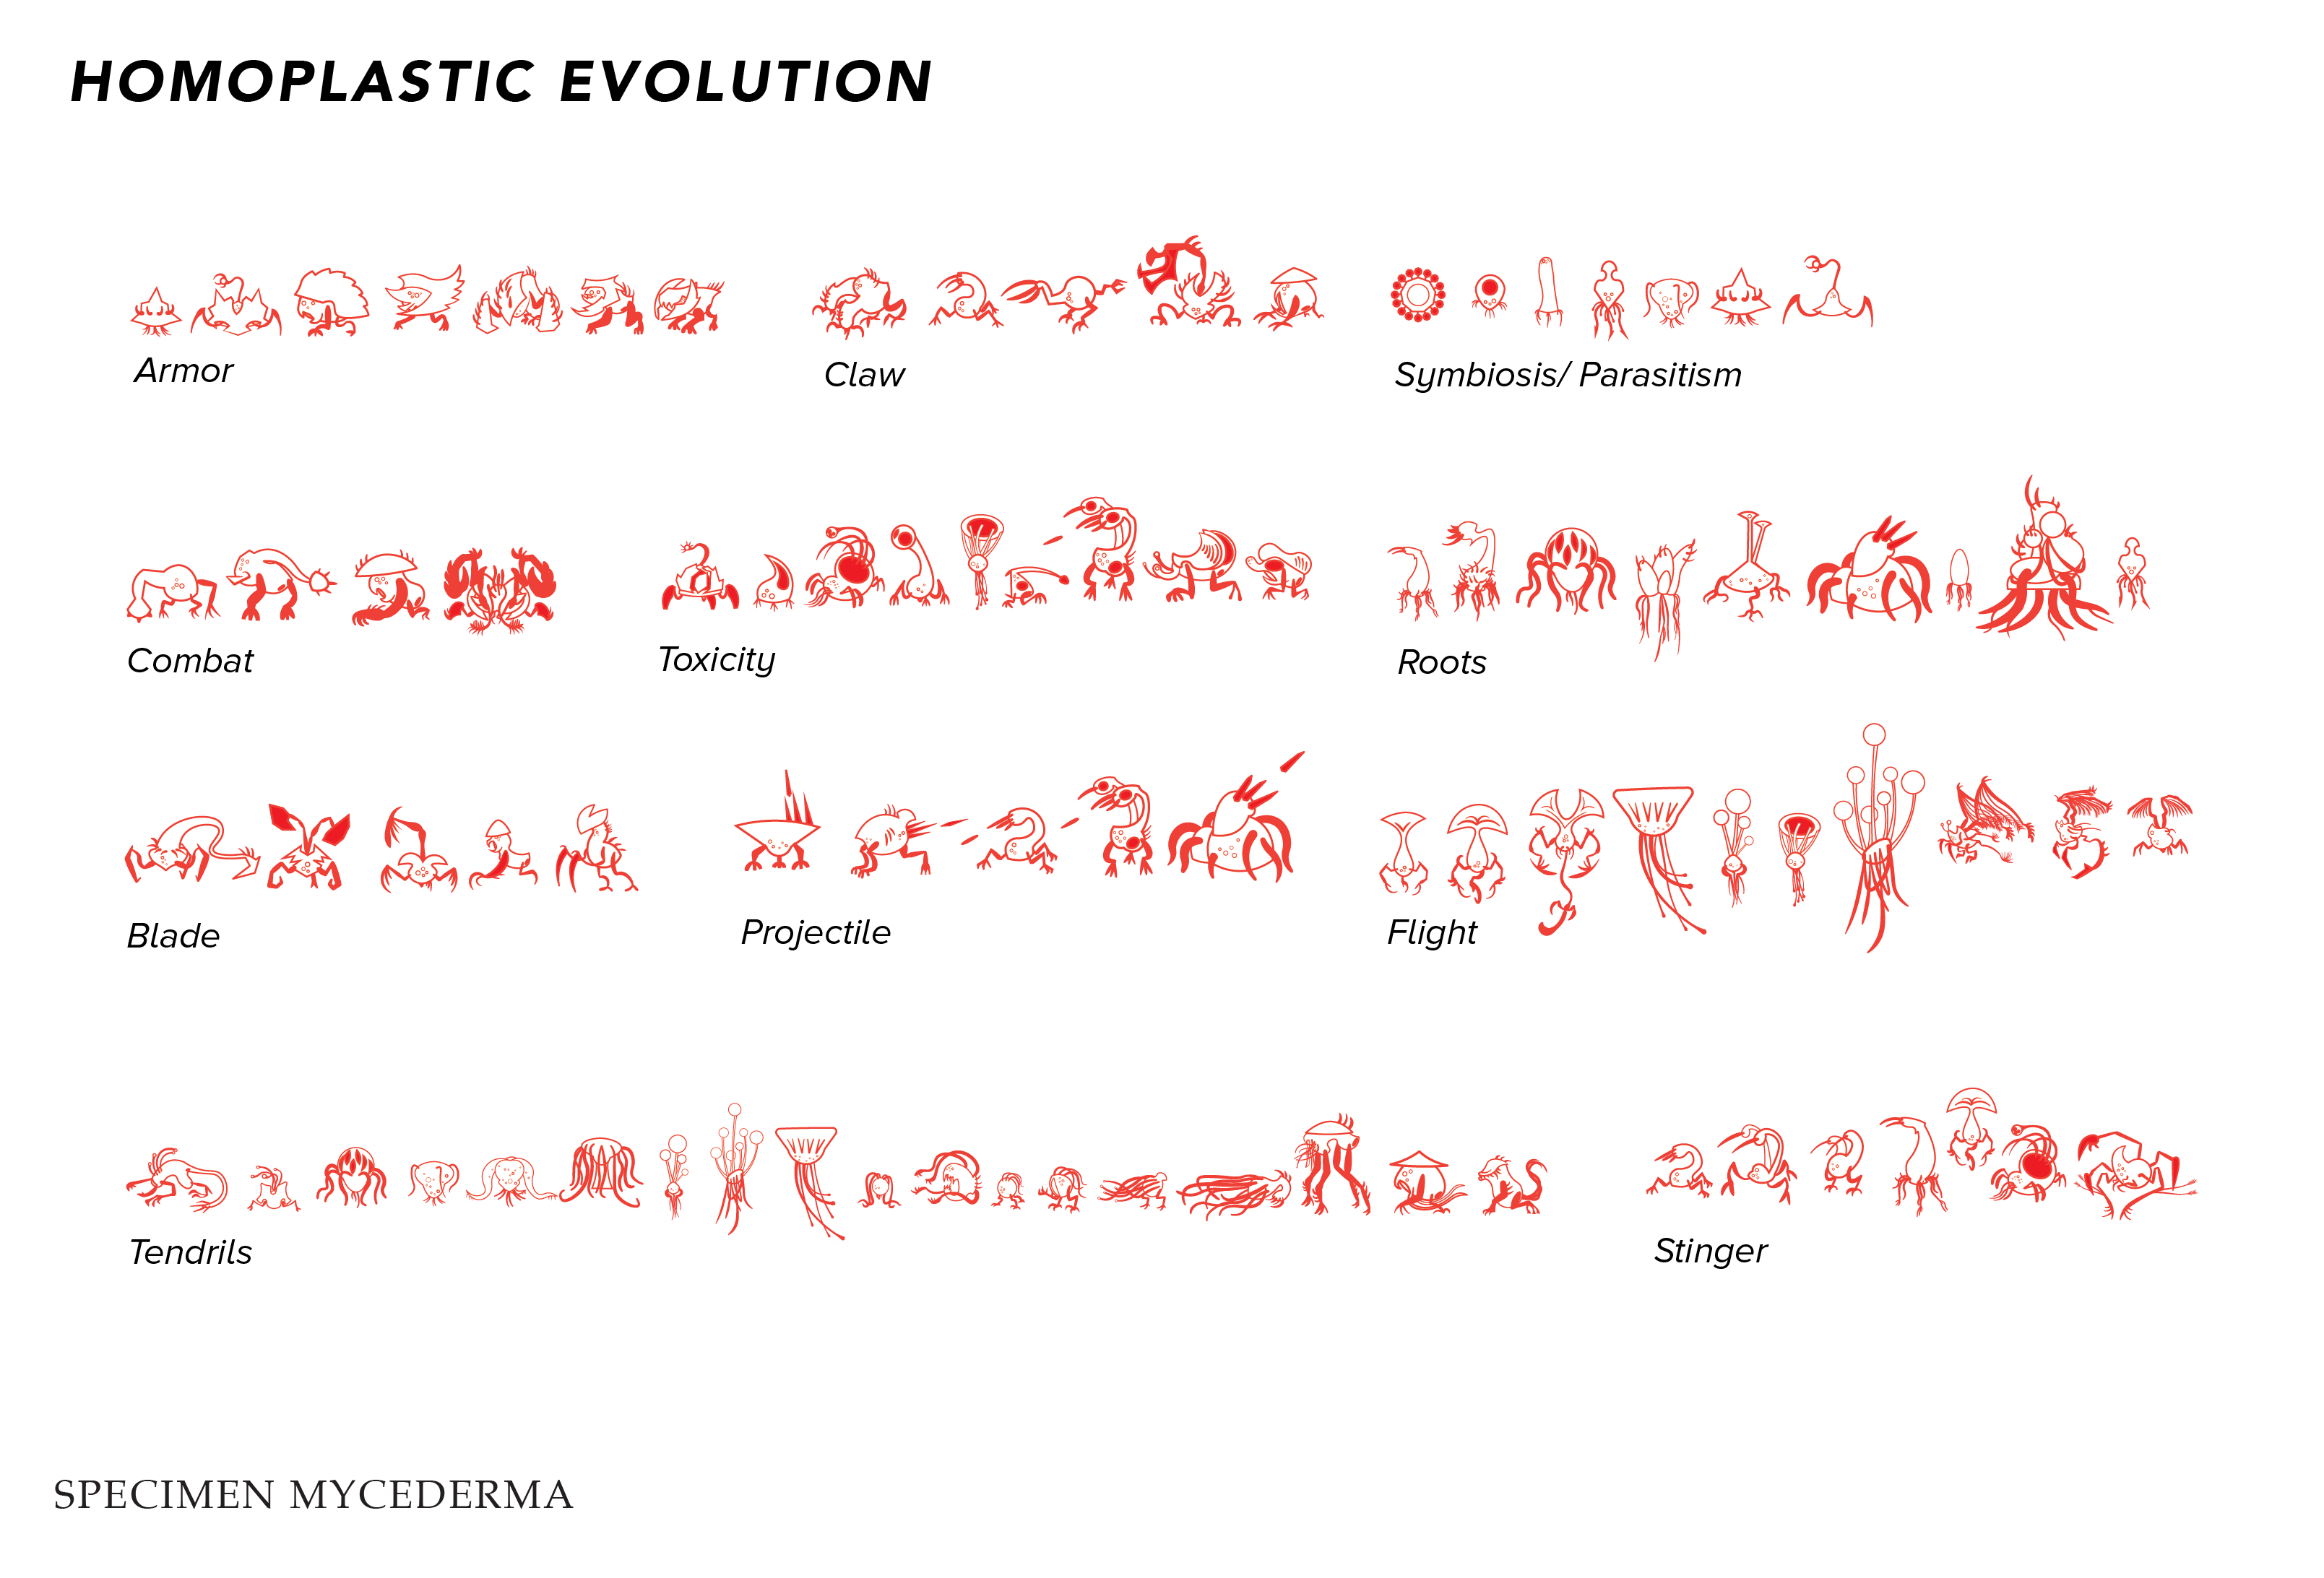 HOMOPLASTIC EVOLUTION
Armor
Claw
Symbiosis/ Parasitism
Combat
Toxicity
Roots
Blade
Projectile
Flight
Tendrils
Stinger
SPECIMEN MYCEDERMA